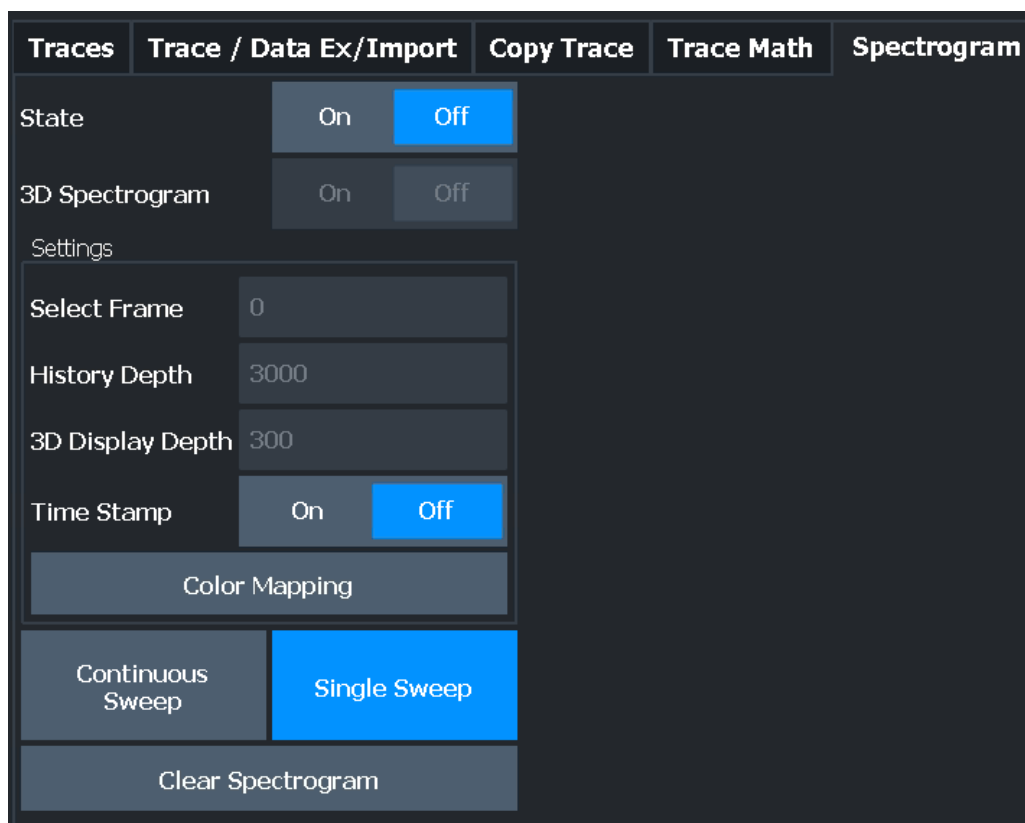 Traces Trace / Data Ex/Import Copy Trace Trace Math Spectrogram
State On Off
3D Spectrogram On Off
Settings
Select Frame 0
History Depth 3000
3D Display Depth 300
Time Stamp On Off
Color Mapping
Continuous
Sweep
Single Sweep
Clear Spectrogram